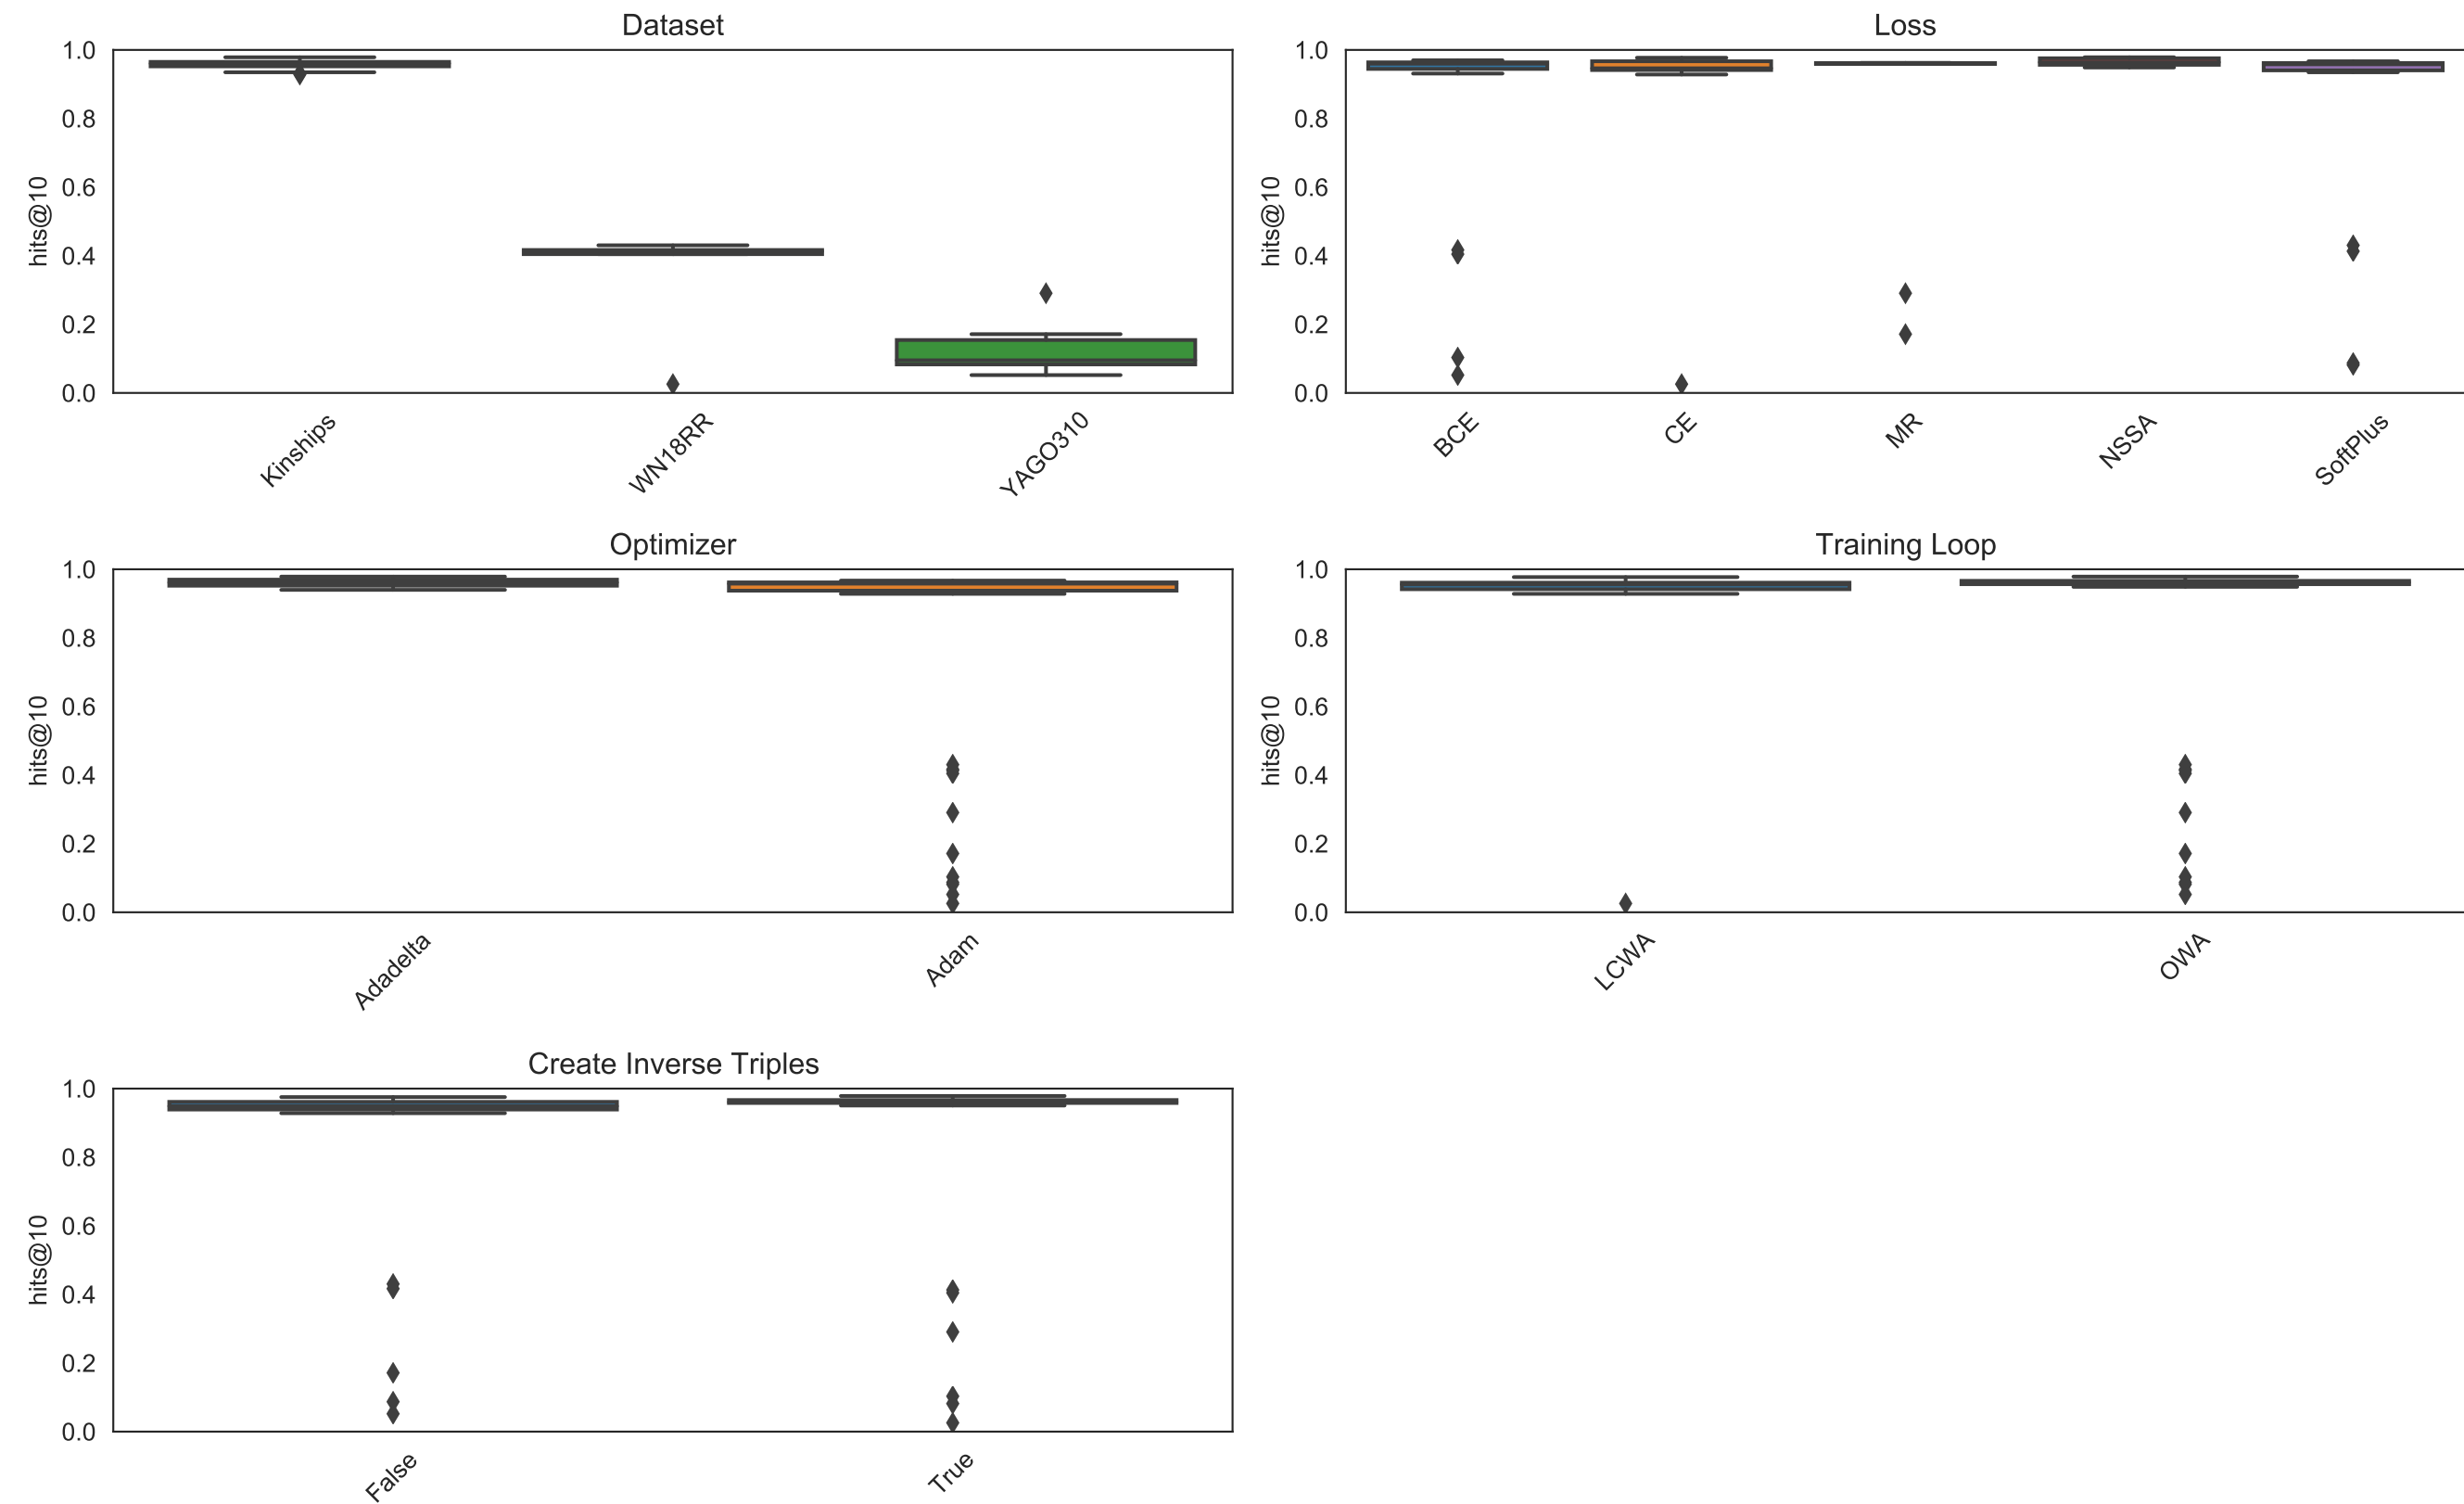 Dataset
1.0
0.8
0.6
0.4
0.2
0.0
hits@10
Kinships
WN18RR
YAGO310
Loss
1.0
0.8
0.6
0.4
0.2
0.0
hits@10
BCE
CE
MR
NSSA
SoftPlus
Optimizer
1.0
0.8
0.6
0.4
0.2
0.0
hits@10
Adadelta
Adam
Training Loop
1.0
0.8
0.6
0.4
0.2
0.0
hits@10
LCWA
OWA
Create Inverse Triples
1.0
0.8
0.6
0.4
0.2
0.0
hits@10
False
True